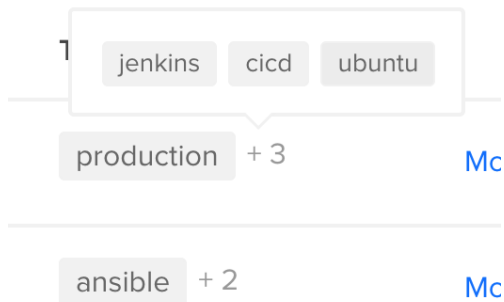 jenkins cicd ubuntu
production + 3
ansible + 2